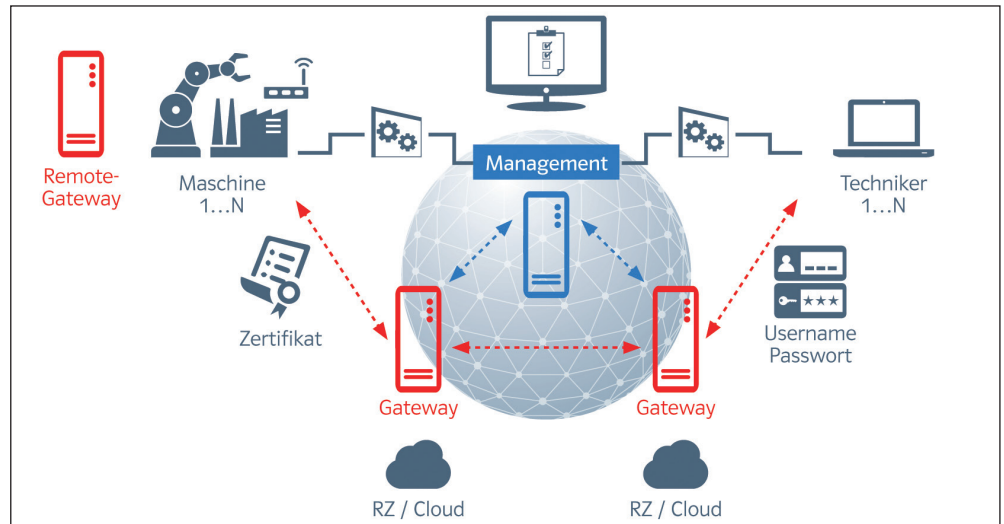 Management
Remote-
Gateway
Maschine
1...N
Techniker
1...N
Zertifikat
Username
Passwort
Gateway
Gateway
RZ / Cloud
RZ / Cloud